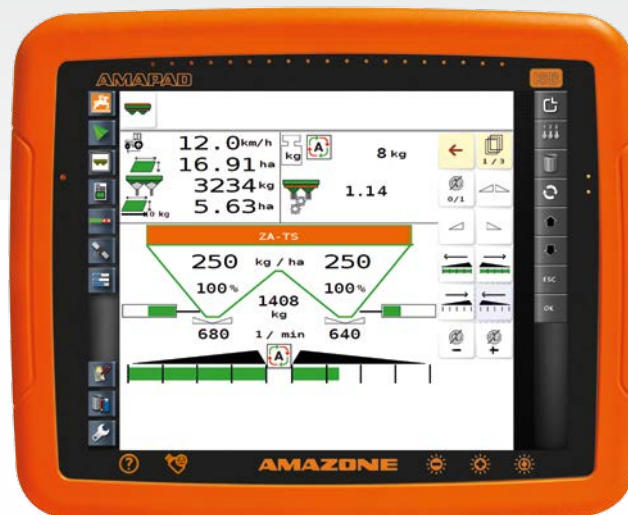 AMAPAD
12.0km/h
16.91ha
3234kg
5.63ha
0 kg
kg
A
8 kg
1.14
1/3
0/1
ZA-TS
250 kg/ha 250
100% 100%
1408
kg
680 1/min 640
A
- +
ESC
OK
? AMAZONE